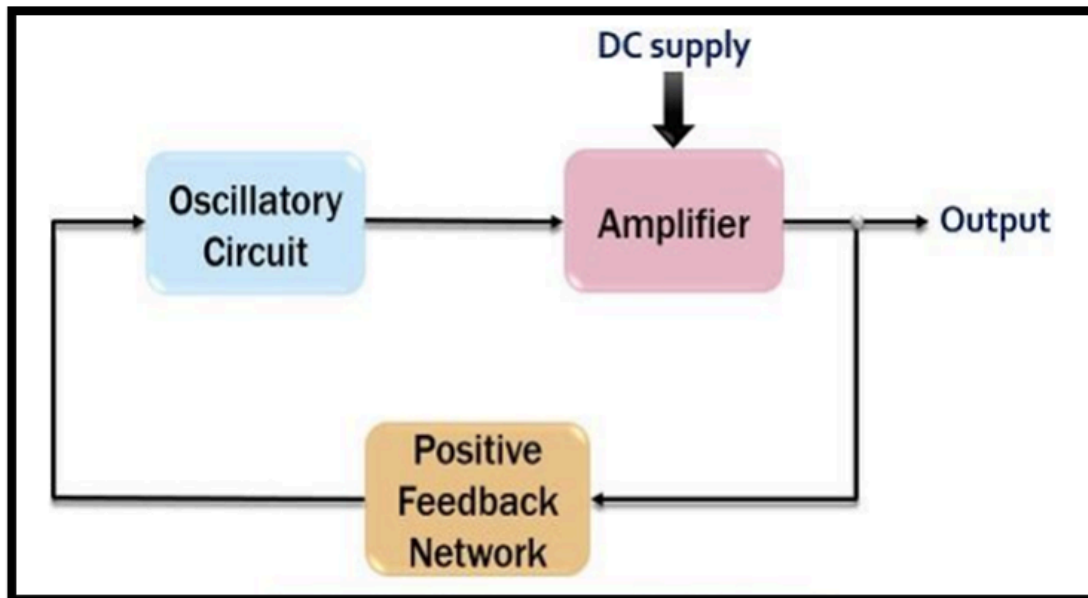 DC supply
Oscillatory
Circuit
Amplifier
Output
Positive
Feedback
Network